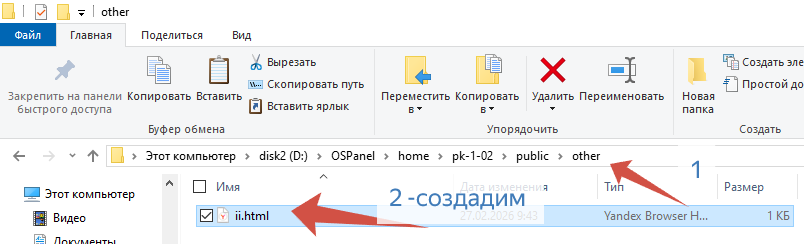 other
Файл
Главная
Поделиться
Вид
Закрепить на панели
быстрого доступа
Копировать
Вставить
Вырезать
Скопировать путь
Вставить ярлык
Буфер обмена
Переместить
в
Копировать
в
Удалить
Переименовать
Упорядочить
Новая
папка
Создать эле
Простой до
Создать
Этот компьютер
disk2 (D:)
OSPanel
home
pk-1-02
public
other
1
Этот компьютер
Видео
Документы
Имя
Дата изменения
Тип
Размер
2 -создадим
ii.html
27.02.2026 9:43
Yandex Browser H...
1 КБ